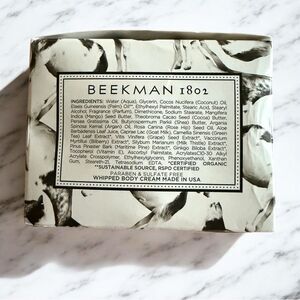 BEEKMAN 1802
INGREDIENTS: Water (Aqua), Glycerin, Cocos Nucifera (Coconut) Oil,
Elaeis Guineensis (Palm) Oil**, Ethylhexyl Palmitate, Stearic Acid, Stearyl
Alcohol, Fragrance (Parfum), Dimethicone, Sodium Stearate, Mangifera
Indica (Mango) Seed Butter, Theobroma Cacao (Cocoa) Seed Butter,
Persea Gratissima Oil, Butyrospermum Parkii (Shea) Butter, Argania
Spinosa Kernel (Argan) Oil, Rosa Canina (Rose Hip) Seed Oil, Aloe
Barbadensis Leaf Juice, Caprae Lac (Goat Milk), Camellia Sinensis (Green
Tea) Leaf Extract*, Vitis Vinifera (Grape) Seed Extract*, Vaccinium
Myrtillus (Bilberry) Extract*, Silybum Marianum (Milk Thistle) Extract*,
Pinus Pinaster Bark (Maritime Pine) Extract*, Ginkgo Biloba Extract*,
Tocopherol (Vitamin E), Ascorbyl Palmitate, Acrylates/C10-30 Alkyl
Acrylate Crosspolymer, Ethylhexylglycerin, Phenoxyethanol, Xanthan
Gum, Steareth-21, Tetrasodium EDTA. *CERTIFIED ORGANIC
**SUSTAINABLE SOURCE, RSPO CERTIFIED
PARABEN & SULFATE FREE
WHIPPED BODY CREAM MADE IN USA